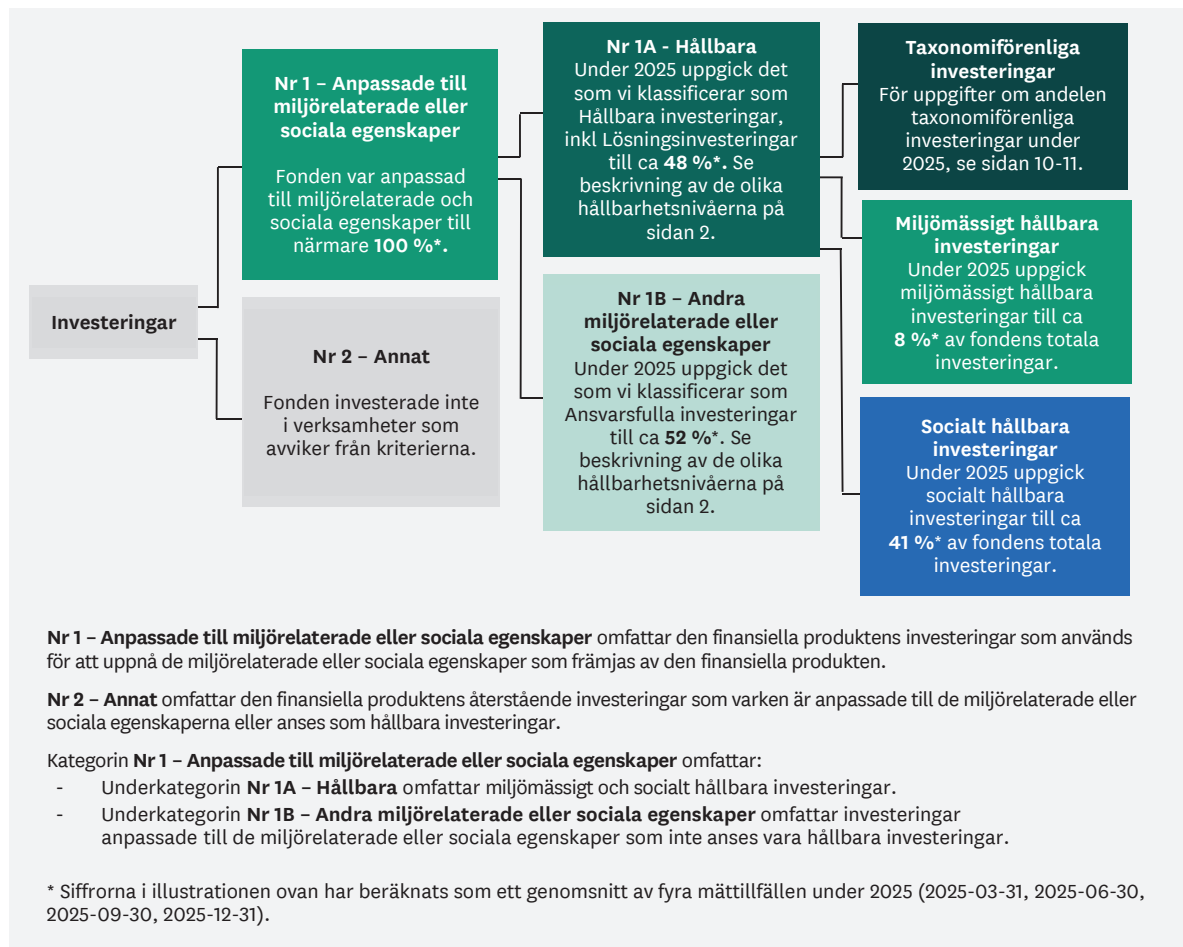 Investeringar
Nr 1 – Anpassade till
miljörelaterade eller
sociala egenskaper
Fonden var anpassad
till miljörelaterade och
sociala egenskaper till
närmare 100 %*.
Nr 2 – Annat
Fonden investerade inte
i verksamheter som
avviker från kriterierna.
Nr 1A - Hållbara
Under 2025 uppgick det
som vi klassificerar som
Hållbara investeringar,
inkl Lösningsinvesteringar
till ca 48 %*. Se
beskrivning av de olika
hållbarhetsnivåerna på
sidan 2.
Nr 1B – Andra
miljörelaterade eller
sociala egenskaper
Under 2025 uppgick det
som vi klassificerar som
Ansvarsfulla investeringar
till ca 52 %*. Se
beskrivning av de olika
hållbarhetsnivåerna på
sidan 2.
Taxonomiförenliga
investeringar
För uppgifter om andelen
taxonomiförenliga
investeringar under
2025, se sidan 10-11.
Miljömässigt hållbara
investeringar
Under 2025 uppgick
miljömässigt hållbara
investeringar till ca
8 %* av fondens totala
investeringar.
Socialt hållbara
investeringar
Under 2025 uppgick
socialt hållbara
investeringar till ca
41 %* av fondens totala
investeringar.
Nr 1 – Anpassade till miljörelaterade eller sociala egenskaper omfattar den finansiella produktens investeringar som används
för att uppnå de miljörelaterade eller sociala egenskaper som främjas av den finansiella produkten.
Nr 2 – Annat omfattar den finansiella produktens återstående investeringar som varken är anpassade till de miljörelaterade eller
sociala egenskaperna eller anses som hållbara investeringar.
Kategorin Nr 1 – Anpassade till miljörelaterade eller sociala egenskaper omfattar:
- Underkategorin Nr 1A – Hållbara omfattar miljömässigt och socialt hållbara investeringar.
- Underkategorin Nr 1B – Andra miljörelaterade eller sociala egenskaper omfattar investeringar
anpassade till de miljörelaterade eller sociala egenskaper som inte anses vara hållbara investeringar.
* Siffrorna i illustrationen ovan har beräknats som ett genomsnitt av fyra mättillfällen under 2025 (2025-03-31, 2025-06-30,
2025-09-30, 2025-12-31).